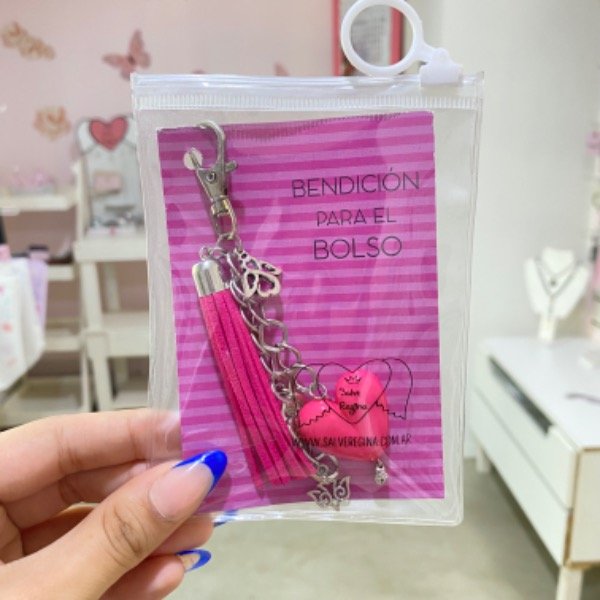 BENDICIÓN
PARA EL
BOLSO
Salve
Regina
WWW.SALVEREGINA.COM.AR